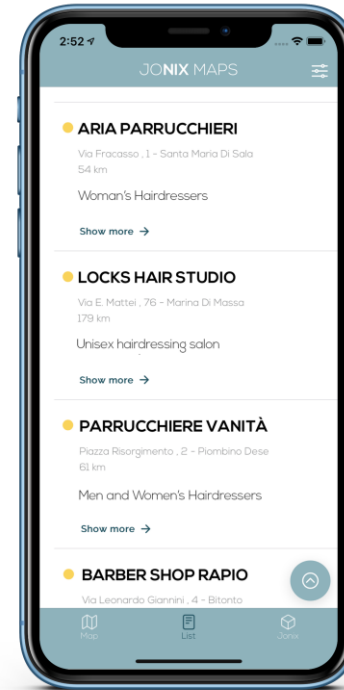 2:52
JONIX MAPS
ARIA PARRUCCHIERI
Via Fracasso , 1 - Santa Maria Di Sala
54 km
Woman's Hairdressers
Show more →
LOCKS HAIR STUDIO
Via E. Mattei , 76 - Marina Di Massa
179 km
Unisex hairdressing salon
Show more →
PARRUCCHIERE VANITÀ
Piazza Risorgimento , 2 - Piombino Dese
61 km
Men and Women's Hairdressers
Show more →
BARBER SHOP RAPIO
Via Leonardo Giannini , 4 - Bitonto
Map
List
Jonix